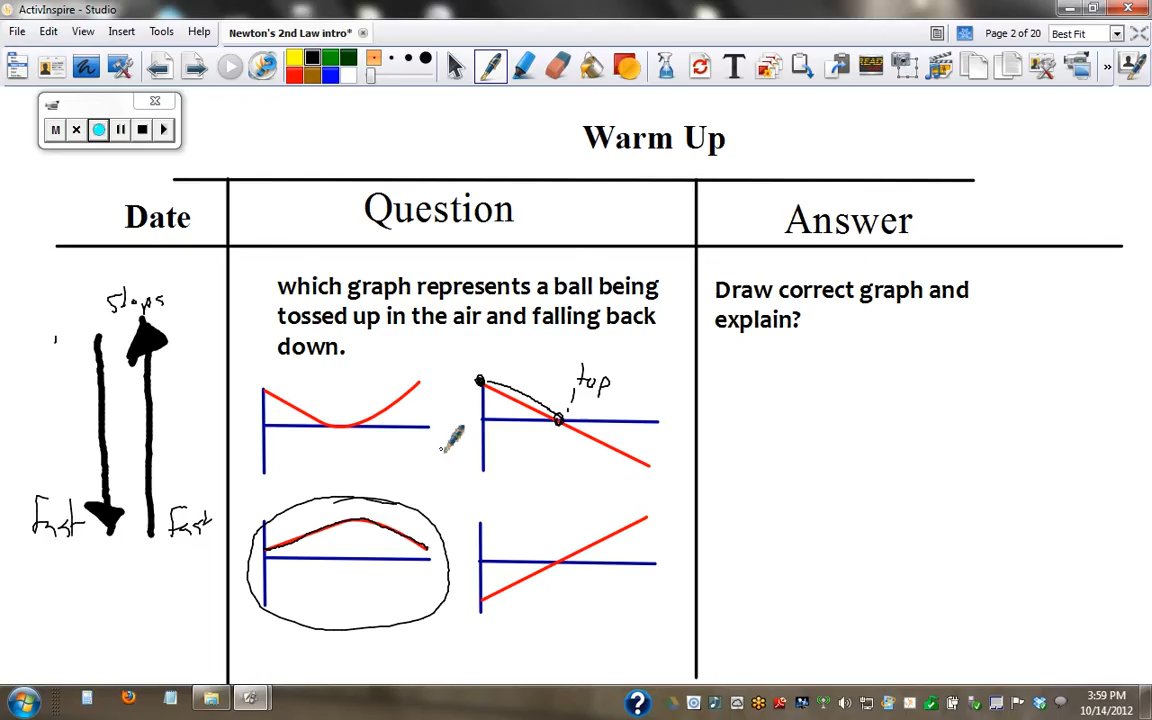 ActivInspire - Studio
File Edit View Insert Tools Help Newton's 2nd Law intro* Page 2 of 20 Best Fit
M
Warm Up
Date Question Answer
which graph represents a ball being
tossed up in the air and falling back
down.
Draw correct graph and
explain?
Stops
top
Fast Fast
3:59 PM
10/14/2012